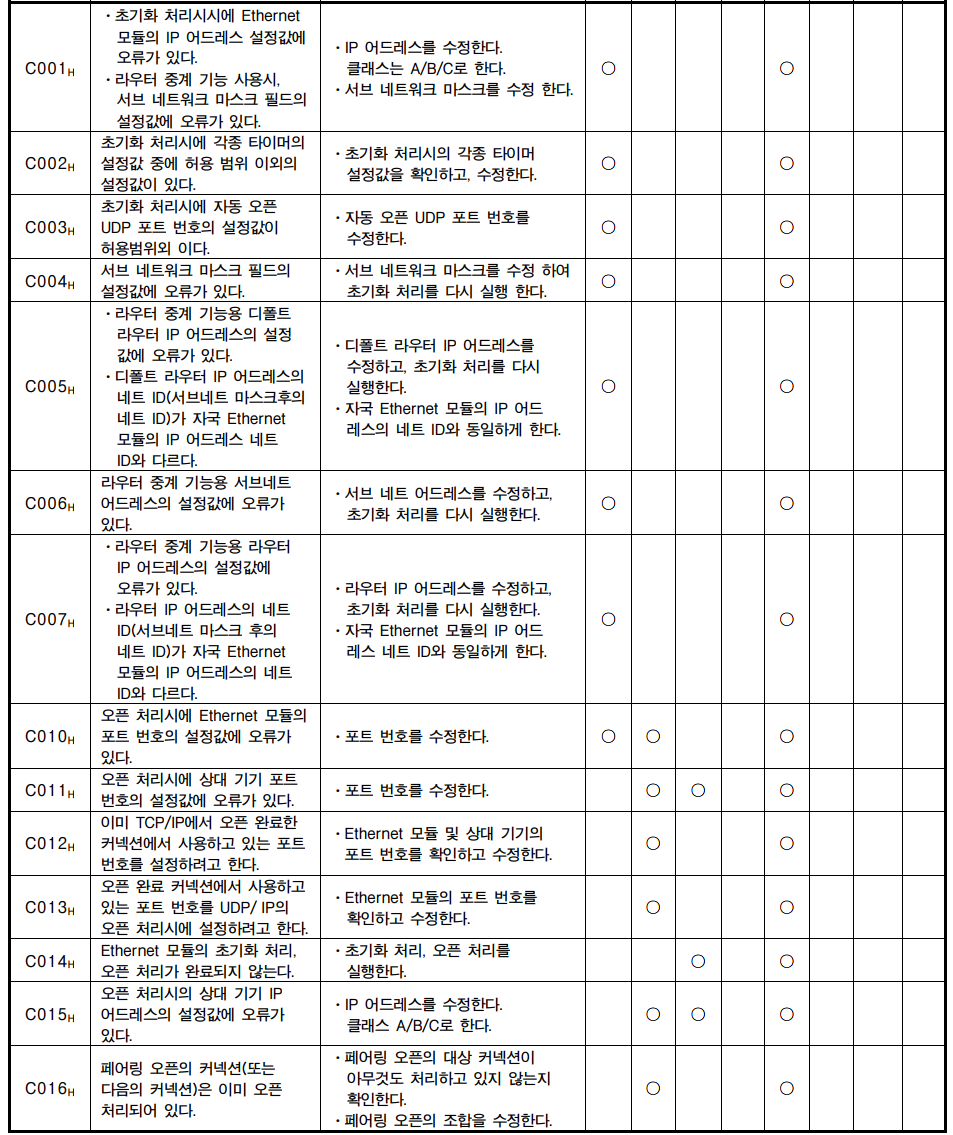 C001H
・초기화 처리시시에 Ethernet
모듈의 IP 어드레스 설정값에
오류가 있다.
・라우터 중계 기능 사용시,
서브 네트워크 마스크 필드의
설정값에 오류가 있다.
・IP 어드레스를 수정한다.
클래스는 A/B/C로 한다.
・서브 네트워크 마스크를 수정 한다.
○ ○
C002H
초기화 처리시에 각종 타이머의
설정값 중에 허용 범위 이외의
설정값이 있다.
・초기화 처리시의 각종 타이머
설정값을 확인하고, 수정한다.
○ ○
C003H
초기화 처리시에 자동 오픈
UDP 포트 번호의 설정값이
허용범위외 이다.
・자동 오픈 UDP 포트 번호를
수정한다.
○ ○
C004H
서브 네트워크 마스크 필드의
설정값에 오류가 있다.
・서브 네트워크 마스크를 수정 하여
초기화 처리를 다시 실행 한다.
○ ○
C005H
・라우터 중계 기능용 디폴트
라우터 IP 어드레스의 설정
값에 오류가 있다.
・디폴트 라우터 IP 어드레스의
네트 ID(서브네트 마스크후의
네트 ID)가 자국 Ethernet
모듈의 IP 어드레스 네트
ID와 다르다.
・디폴트 라우터 IP 어드레스를
수정하고, 초기화 처리를 다시
실행한다.
・자국 Ethernet 모듈의 IP 어드
레스의 네트 ID와 동일하게 한다.
○ ○
C006H
라우터 중계 기능용 서브네트
어드레스의 설정값에 오류가
있다.
・서브 네트 어드레스를 수정하고,
초기화 처리를 다시 실행한다.
○ ○
C007H
・라우터 중계 기능용 라우터
IP 어드레스의 설정값에
오류가 있다.
・라우터 IP 어드레스의 네트
ID(서브네트 마스크 후의
네트 ID)가 자국 Ethernet
모듈의 IP 어드레스의 네트
ID와 다르다.
・라우터 IP 어드레스를 수정하고,
초기화 처리를 다시 실행한다.
・자국 Ethernet 모듈의 IP 어드
레스 네트 ID와 동일하게 한다.
○ ○
C010H
오픈 처리시에 Ethernet 모듈의
포트 번호의 설정값에 오류가
있다.
・포트 번호를 수정한다.
○ ○ ○
C011H
오픈 처리시에 상대 기기 포트
번호의 설정값에 오류가 있다.
・포트 번호를 수정한다.
○ ○ ○
C012H
이미 TCP/IP에서 오픈 완료한
커넥션에서 사용하고 있는 포트
번호를 설정하려고 한다.
・Ethernet 모듈 및 상대 기기의
포트 번호를 확인하고 수정한다.
○ ○
C013H
오픈 완료 커넥션에서 사용하고
있는 포트 번호를 UDP/ IP의
오픈 처리시에 설정하려고 한다.
・Ethernet 모듈의 포트 번호를
확인하고 수정한다.
○ ○
C014H
Ethernet 모듈의 초기화 처리,
오픈 처리가 완료되지 않는다.
・초기화 처리, 오픈 처리를
실행한다.
○ ○
C015H
오픈 처리시의 상대 기기 IP
어드레스의 설정값에 오류가
있다.
・IP 어드레스를 수정한다.
클래스 A/B/C로 한다.
○ ○ ○
C016H
페어링 오픈의 커넥션(또는
다음의 커넥션)은 이미 오픈
처리되어 있다.
・페어링 오픈의 대상 커넥션이
아무것도 처리하고 있지 않는지
확인한다.
・페어링 오픈의 조합을 수정한다.
○ ○